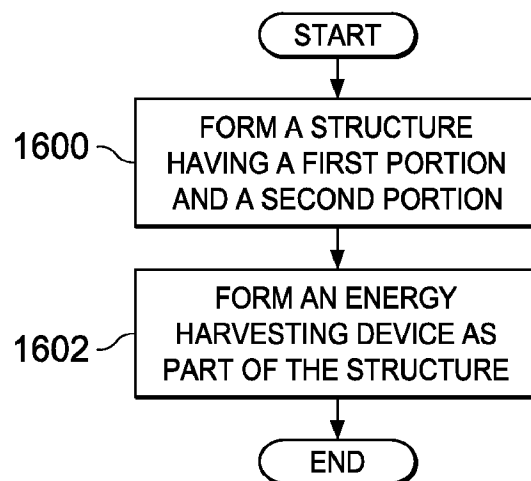 START
1600
FORM A STRUCTURE
HAVING A FIRST PORTION
AND A SECOND PORTION
1602
FORM AN ENERGY
HARVESTING DEVICE AS
PART OF THE STRUCTURE
END